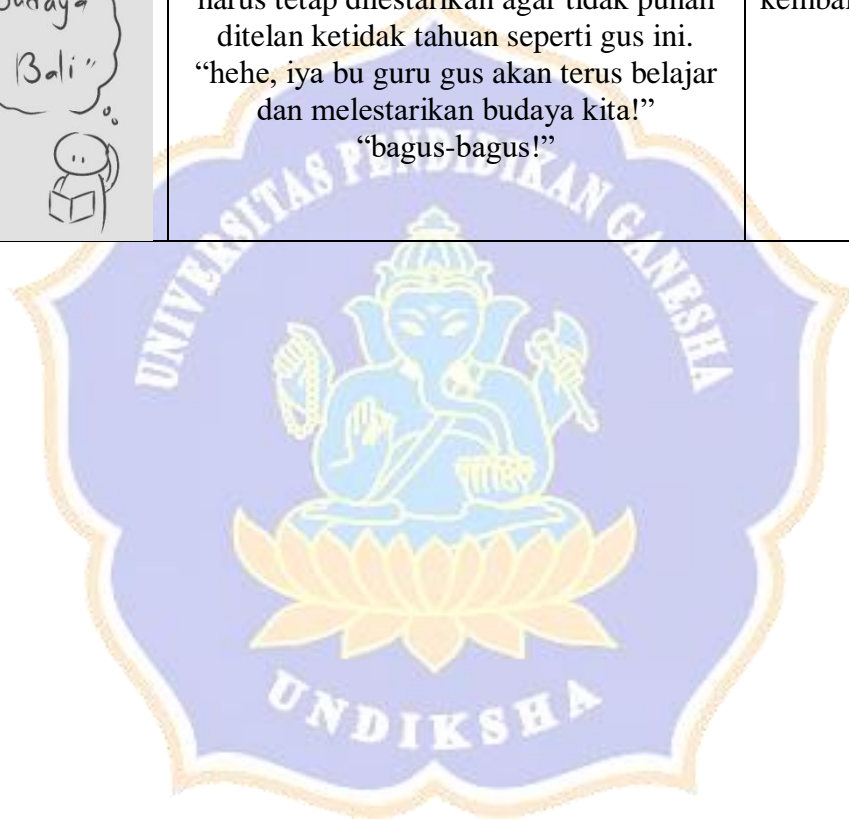 Budaya
Bali"
harus tetap dilestarikan agar tidak punah
ditelan ketidak tahuan seperti gus ini.
“hehe, iya bu guru gus akan terus belajar
dan melestarikan budaya kita!”
“bagus-bagus!”
UNIVERSITAS PENDIDIKAN GANESHA
UNDIKSHA